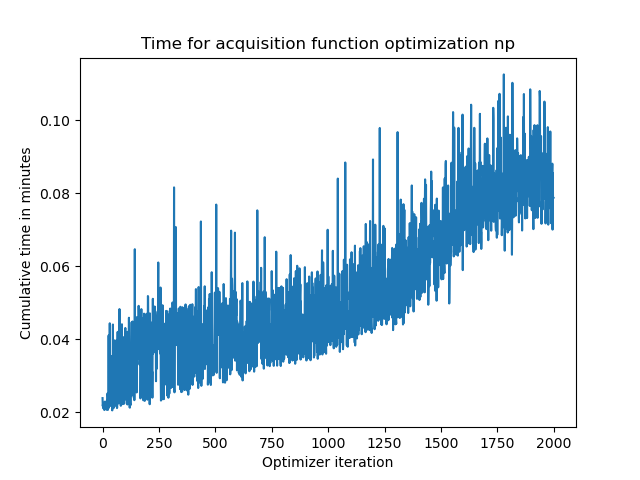 Time for acquisition function optimization np
Cumulative time in minutes
0.10
0.08
0.06
0.04
0.02
0 250 500 750 1000 1250 1500 1750 2000
Optimizer iteration